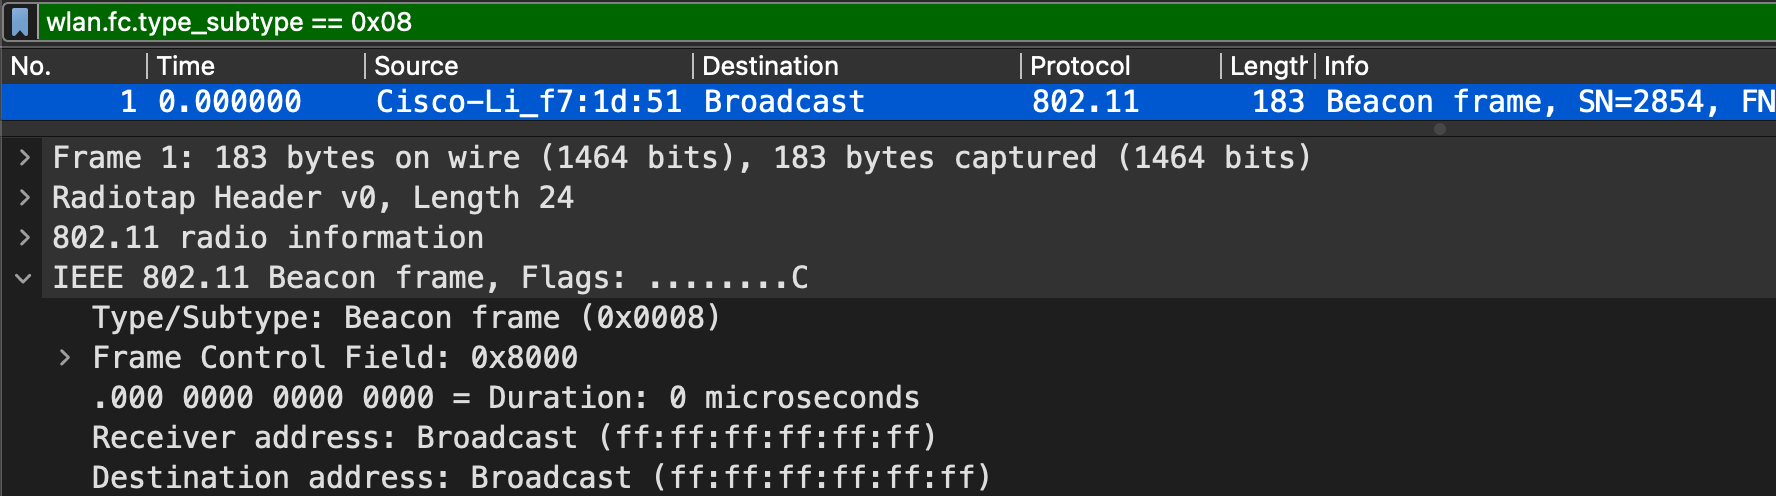 wlan.fc.type_subtype == 0x08
No. Time Source Destination Protocol Length Info
1 0.000000 Cisco-Li_f7:1d:51 Broadcast 802.11 183 Beacon frame, SN=2854, FN
Frame 1: 183 bytes on wire (1464 bits), 183 bytes captured (1464 bits)
Radiotap Header v0, Length 24
802.11 radio information
IEEE 802.11 Beacon frame, Flags: ........C
Type/Subtype: Beacon frame (0x0008)
Frame Control Field: 0x8000
.000 0000 0000 0000 = Duration: 0 microseconds
Receiver address: Broadcast (ff:ff:ff:ff:ff:ff)
Destination address: Broadcast (ff:ff:ff:ff:ff:ff)